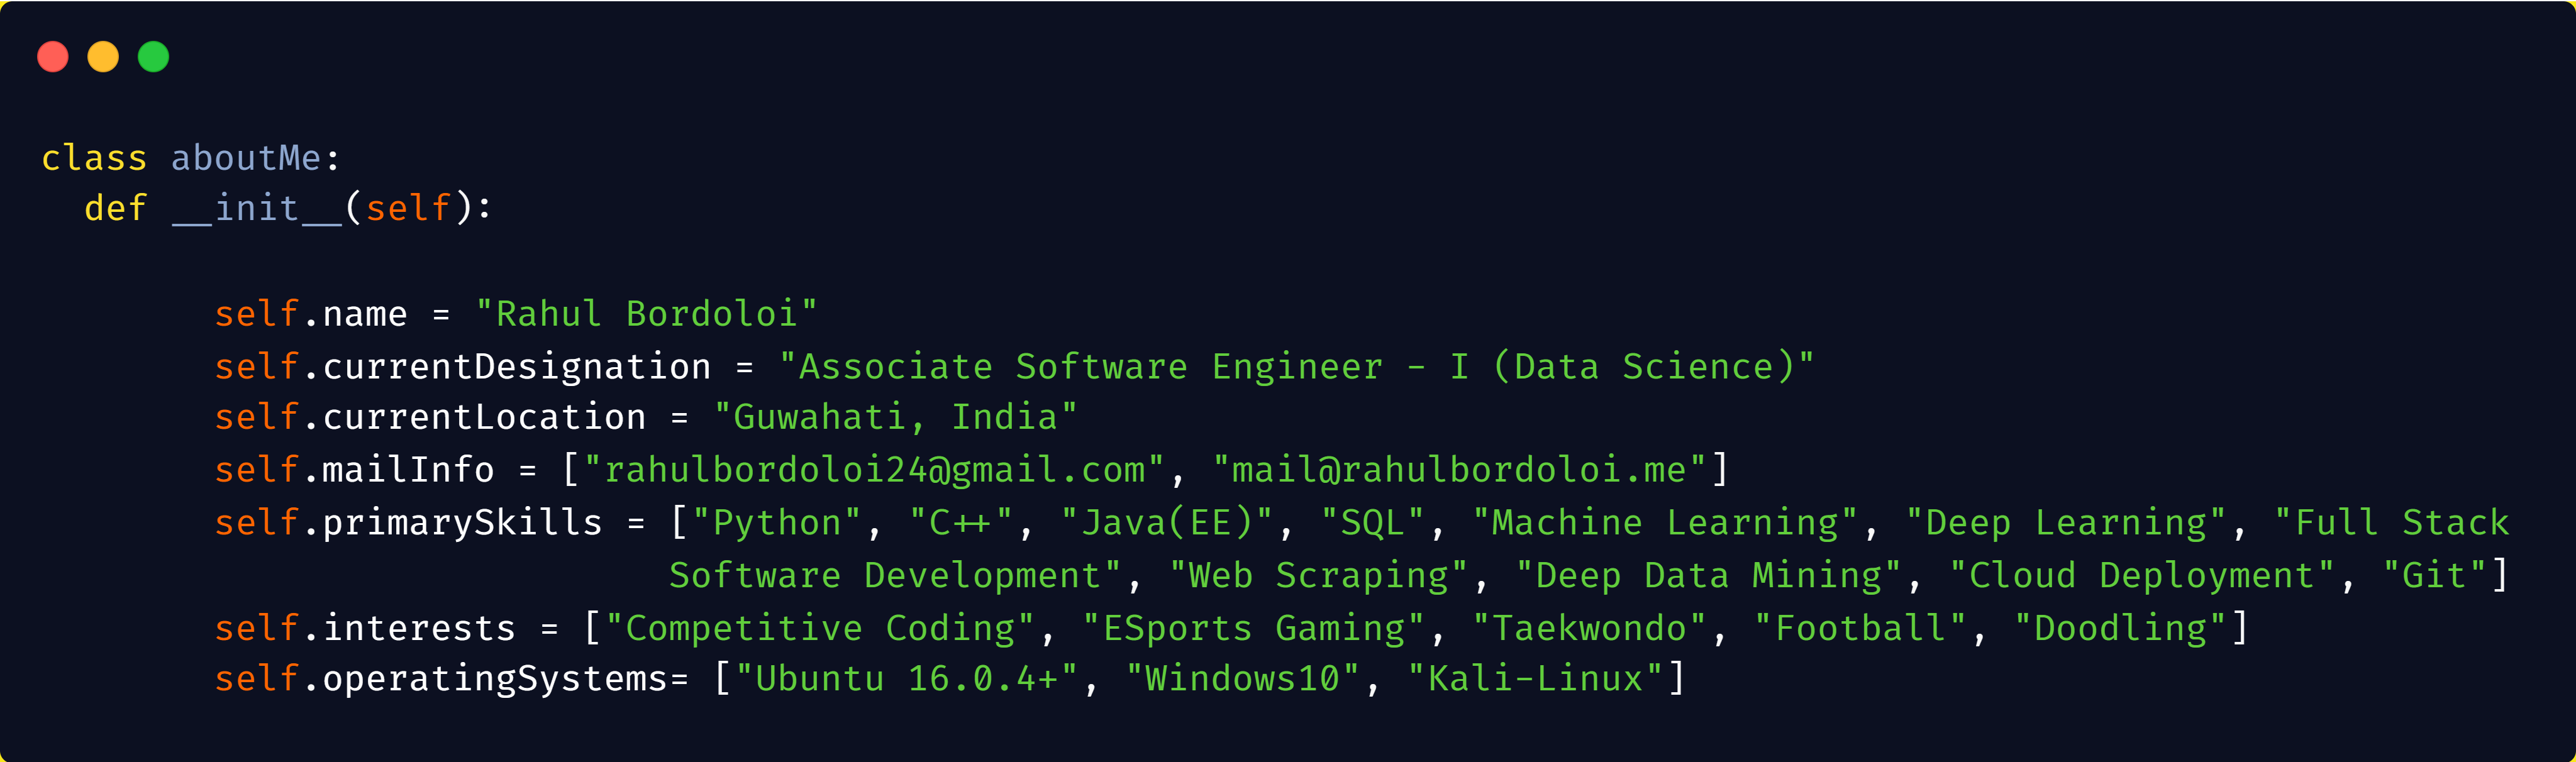 class aboutMe:
  def __init__(self):

        self.name = "Rahul Bordoloi"
        self.currentDesignation = "Associate Software Engineer - I (Data Science)"
        self.currentLocation = "Guwahati, India"
        self.mailInfo = ["rahulbordoloi24@gmail.com", "mail@rahulbordoloi.me"]
        self.primarySkills = ["Python", "C++", "Java(EE)", "SQL", "Machine Learning", "Deep Learning", "Full Stack
                             Software Development", "Web Scraping", "Deep Data Mining", "Cloud Deployment", "Git"]
        self.interests = ["Competitive Coding", "ESports Gaming", "Taekwondo", "Football", "Doodling"]
        self.operatingSystems= ["Ubuntu 16.0.4+", "Windows10", "Kali-Linux"]